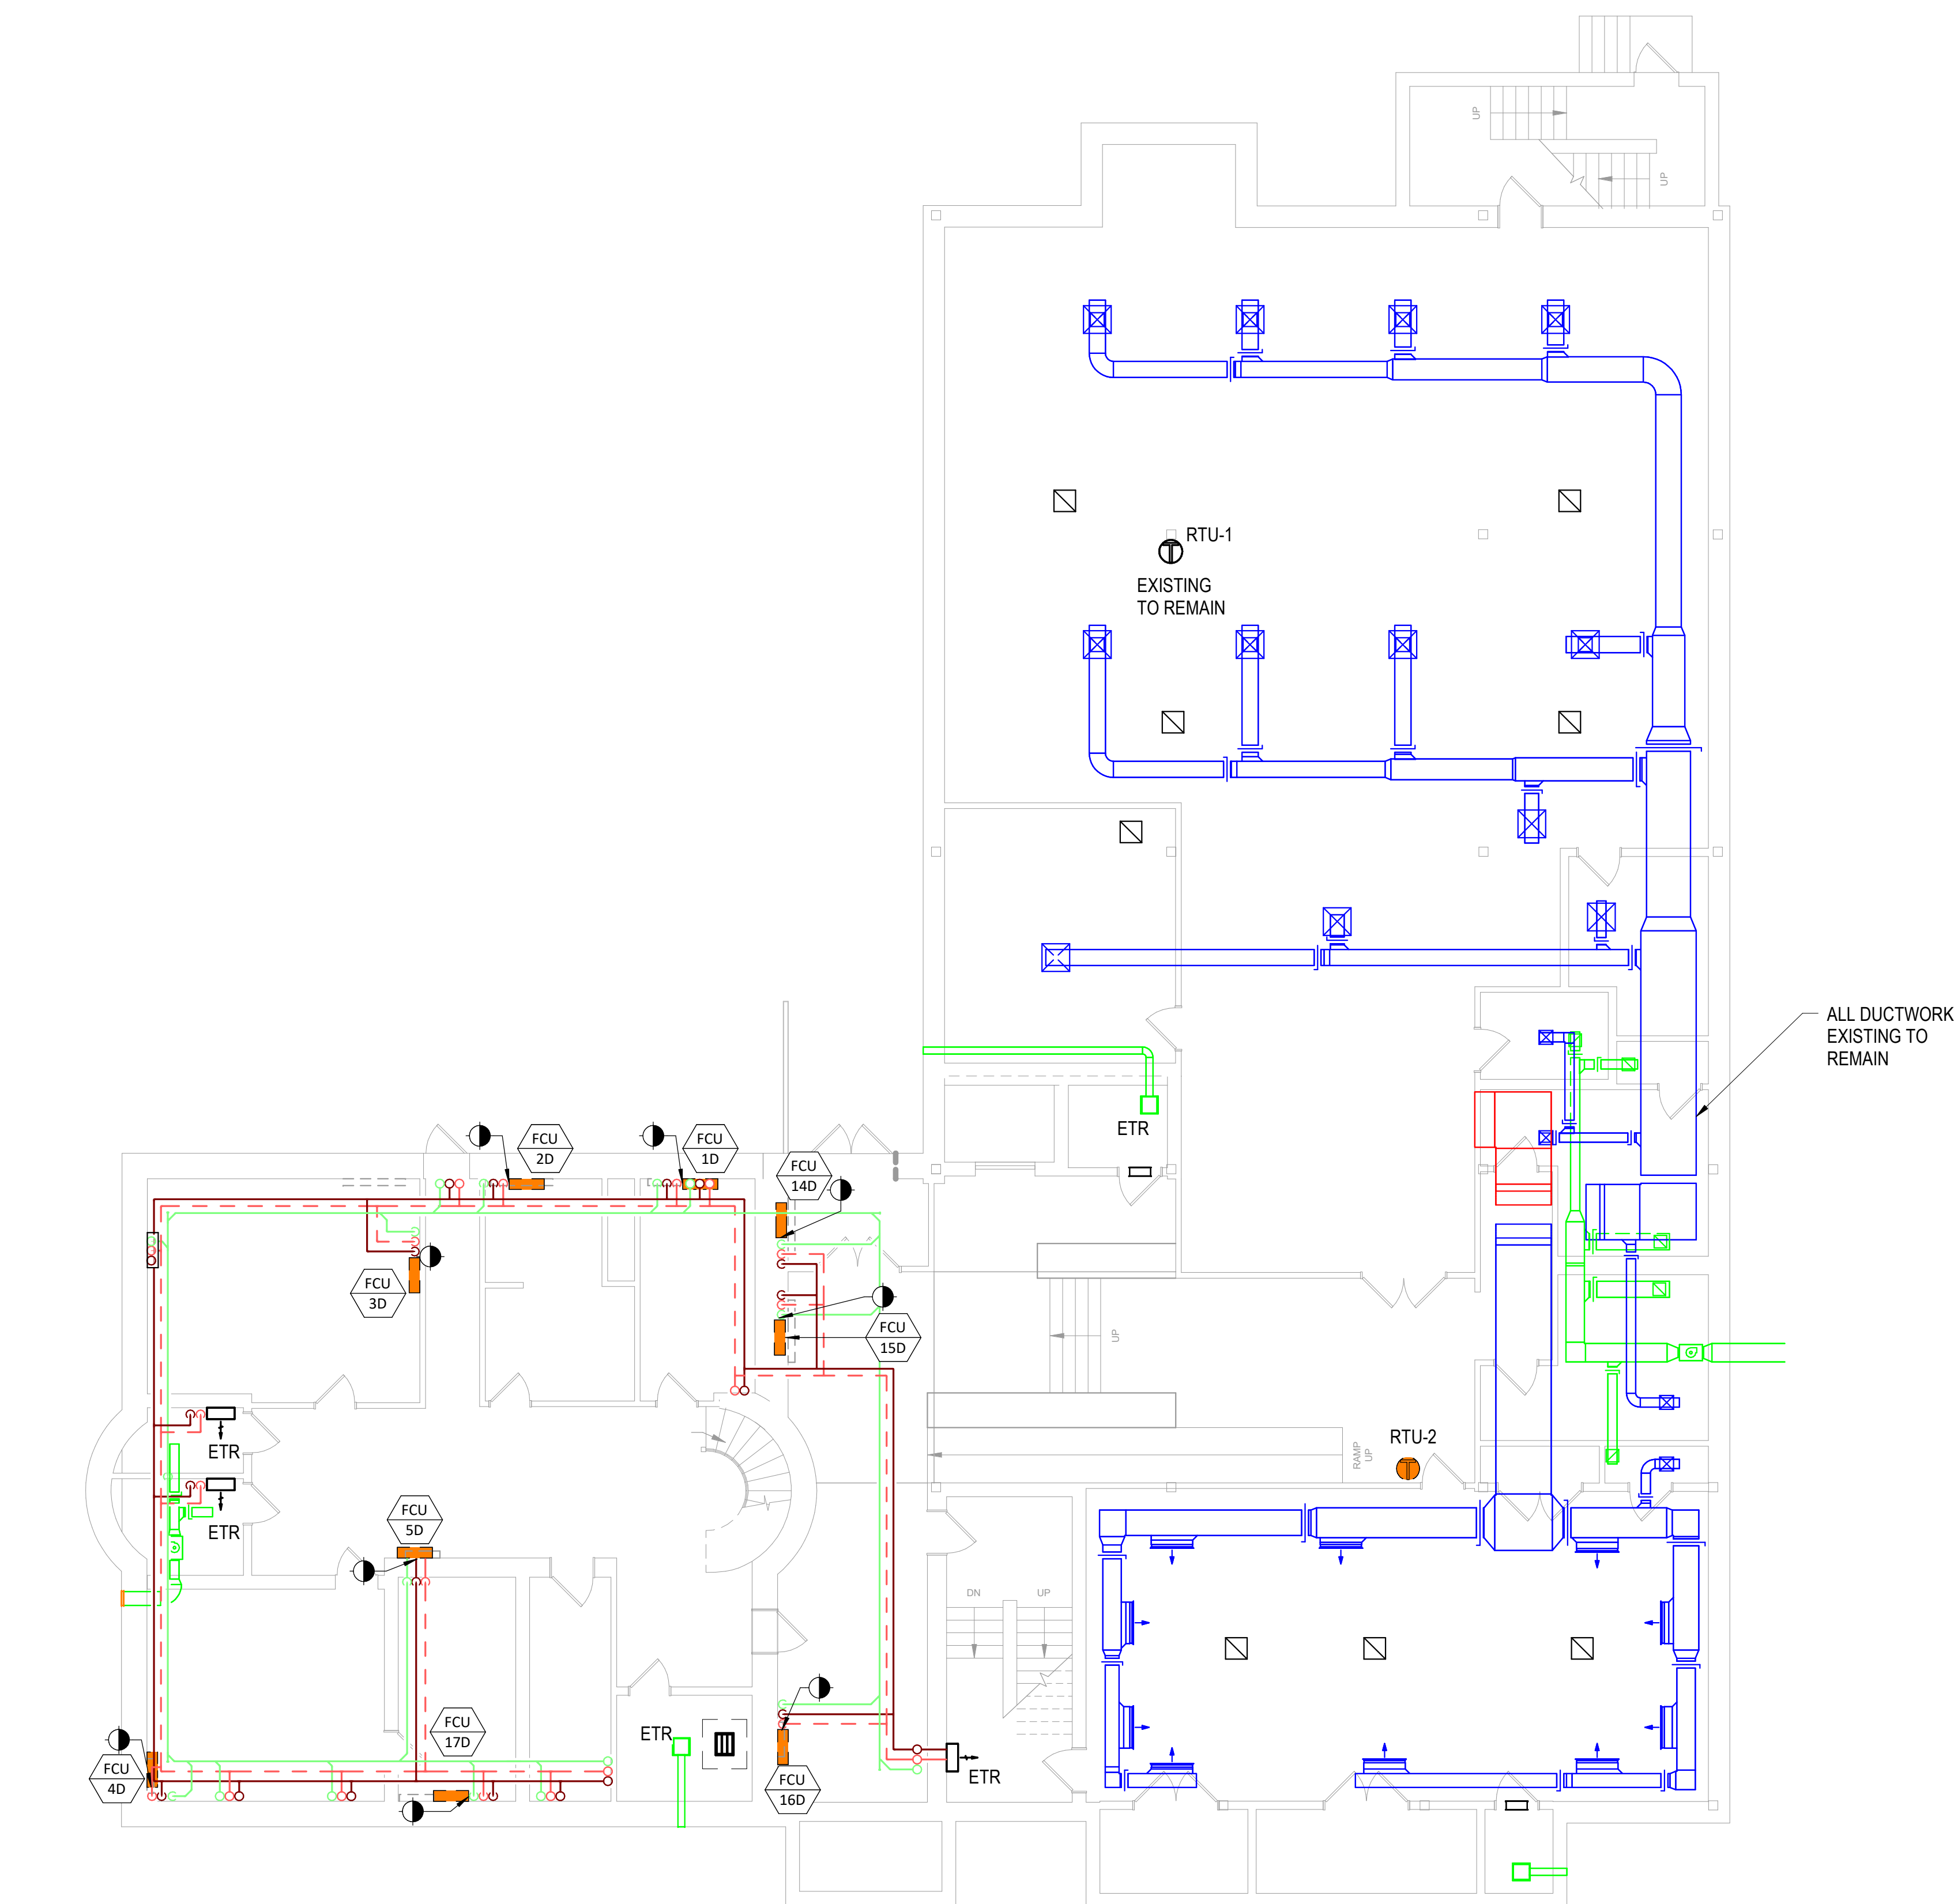 UP
UP
RTU-1
EXISTING
TO REMAIN
ALL DUCTWORK
EXISTING TO
REMAIN
ETR
FCU
2D
FCU
1D
FCU
14D
FCU
3D
FCU
15D
UP
RAMP
UP
RTU-2
ETR
ETR
FCU
5D
DN
UP
FCU
17D
ETR
FCU
4D
FCU
16D
ETR